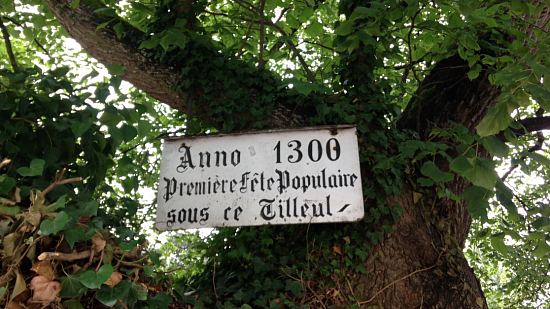 Anno 1300
Première Fête Populaire
sous ce Tilleul